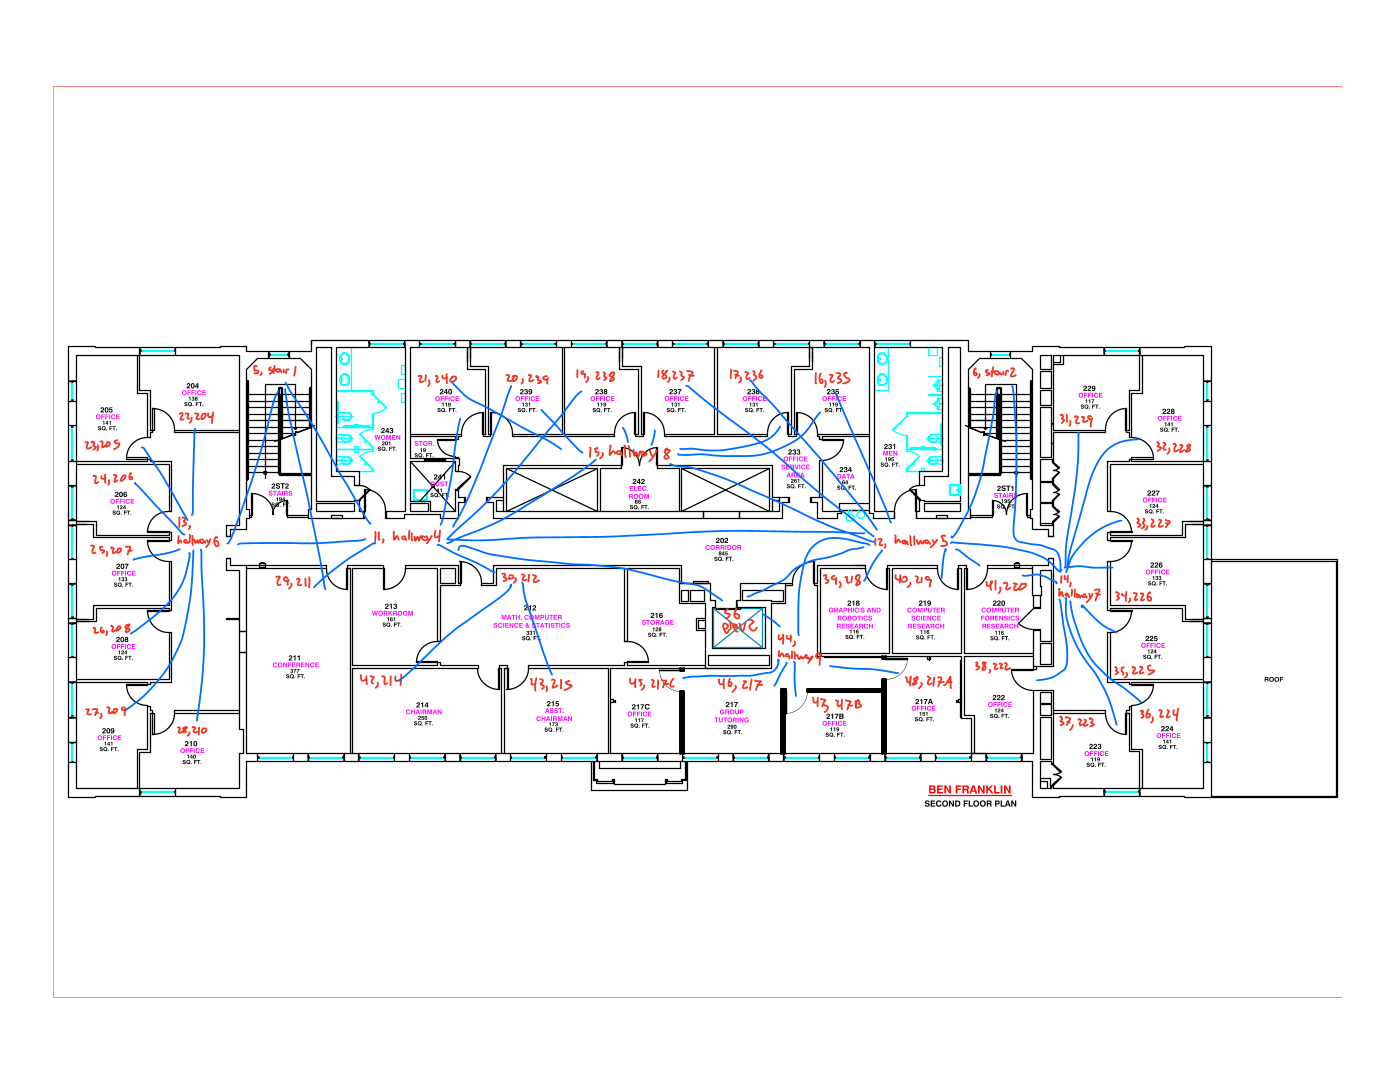 5, stair 1
6, stair 2
21, 240
20, 239
19, 238
18, 237
17, 236
16, 235
204
OFFICE
138
SQ. FT.
22, 204
205
OFFICE
141
SQ. FT.
23, 205
240
OFFICE
119
SQ. FT.
239
OFFICE
131
SQ. FT.
238
OFFICE
119
SQ. FT.
237
OFFICE
131
SQ. FT.
236
OFFICE
131
SQ. FT.
235
OFFICE
119
SQ. FT.
229
OFFICE
117
SQ. FT.
31, 229
228
OFFICE
141
SQ. FT.
32, 228
243
WOMEN
201
SQ. FT.
STOR.
19
SQ. FT.
15, hallway 8
233
OFFICE
SERVICE
AREA
261
SQ. FT.
231
MEN
195
SQ. FT.
24, 206
206
OFFICE
124
SQ. FT.
2ST2
STAIRS
194
SQ. FT.
241
41
SQ. FT.
242
ELEC.
ROOM
66
SQ. FT.
234
DATA
64
SQ. FT.
2ST1
STAIRS
195
SQ. FT.
227
OFFICE
124
SQ. FT.
33, 227
13,
hallway 6
11, hallway 4
12, hallway 5
202
CORRIDOR
845
SQ. FT.
25, 207
207
OFFICE
133
SQ. FT.
29, 211
30, 212
39, 218
40, 219
41, 220
14,
hallway 7
226
OFFICE
133
SQ. FT.
34, 226
213
WORKROOM
161
SQ. FT.
212
MATH, COMPUTER
SCIENCE & STATISTICS
331
SQ. FT.
216
STORAGE
128
SQ. FT.
56
elev2
218
GRAPHICS AND
ROBOTICS
RESEARCH
116
SQ. FT.
219
COMPUTER
SCIENCE
RESEARCH
116
SQ. FT.
220
COMPUTER
FORENSICS
RESEARCH
116
SQ. FT.
26, 208
208
OFFICE
124
SQ. FT.
225
OFFICE
124
SQ. FT.
35, 225
44,
hallway 9
211
CONFERENCE
377
SQ. FT.
42, 214
43, 215
45, 217C
46, 217
47, 217B
48, 217A
38, 222
214
CHAIRMAN
250
SQ. FT.
215
ASST.
CHAIRMAN
173
SQ. FT.
217C
OFFICE
117
SQ. FT.
217
GROUP
TUTORING
290
SQ. FT.
217B
OFFICE
119
SQ. FT.
217A
OFFICE
151
SQ. FT.
222
OFFICE
124
SQ. FT.
27, 209
209
OFFICE
141
SQ. FT.
28, 210
210
OFFICE
140
SQ. FT.
37, 223
223
OFFICE
119
SQ. FT.
36, 224
224
OFFICE
141
SQ. FT.
ROOF
BEN FRANKLIN
SECOND FLOOR PLAN